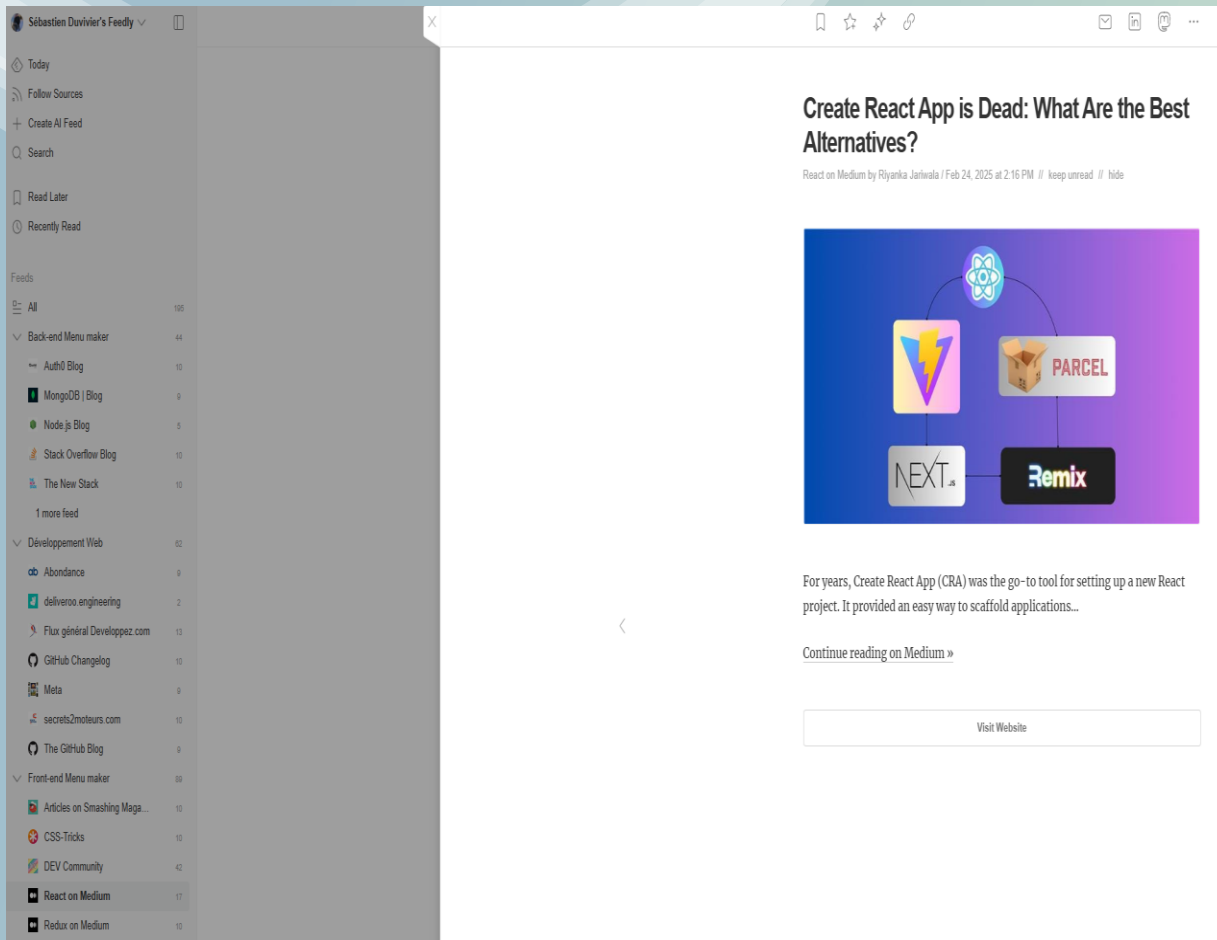 Sébastien Duvivier's Feedly
Today
Follow Sources
Create AI Feed
Search
Read Later
Recently Read
Feeds
All 195
Back-end Menu maker 44
Auth0 Blog 10
MongoDB | Blog 9
Node.js Blog 5
Stack Overflow Blog 10
The New Stack 10
1 more feed
Développement Web 62
Abondance 9
deliveroo.engineering 2
Flux général Developpez.com 13
GitHub Changelog 10
Meta
secrets2moteurs.com 10
The GitHub Blog 9
Front-end Menu maker
Articles on Smashing Maga... 10
CSS-Tricks 10
DEV Community 42
React on Medium 17
Redux on Medium 10
X
in
Create React App is Dead: What Are the Best
Alternatives?
React on Medium by Riyanka Jariwala / Feb 24, 2025 at 2:16 PM // keep unread // hide
PARCEL
NEXT.JS
Remix
For years, Create React App (CRA) was the go-to tool for setting up a new React
project. It provided an easy way to scaffold applications...
Continue reading on Medium »
Visit Website